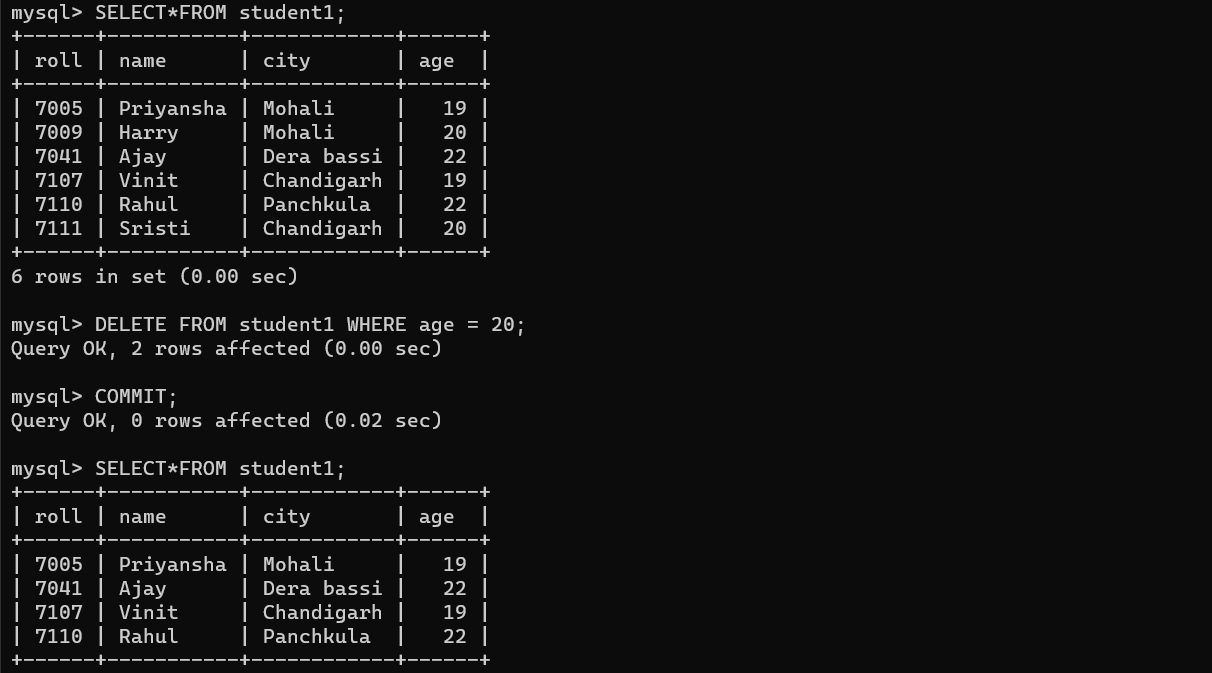 mysql> SELECT*FROM student1;
+------+-----------+------------+------+
| roll | name      | city       | age  |
+------+-----------+------------+------+
| 7005 | Priyansha | Mohali     |   19 |
| 7009 | Harry     | Mohali     |   20 |
| 7041 | Ajay      | Dera bassi |   22 |
| 7107 | Vinit     | Chandigarh |   19 |
| 7110 | Rahul     | Panchkula  |   22 |
| 7111 | Sristi    | Chandigarh |   20 |
+------+-----------+------------+------+
6 rows in set (0.00 sec)

mysql> DELETE FROM student1 WHERE age = 20;
Query OK, 2 rows affected (0.00 sec)

mysql> COMMIT;
Query OK, 0 rows affected (0.02 sec)

mysql> SELECT*FROM student1;
+------+-----------+------------+------+
| roll | name      | city       | age  |
+------+-----------+------------+------+
| 7005 | Priyansha | Mohali     |   19 |
| 7041 | Ajay      | Dera bassi |   22 |
| 7107 | Vinit     | Chandigarh |   19 |
| 7110 | Rahul     | Panchkula  |   22 |
+------+-----------+------------+------+